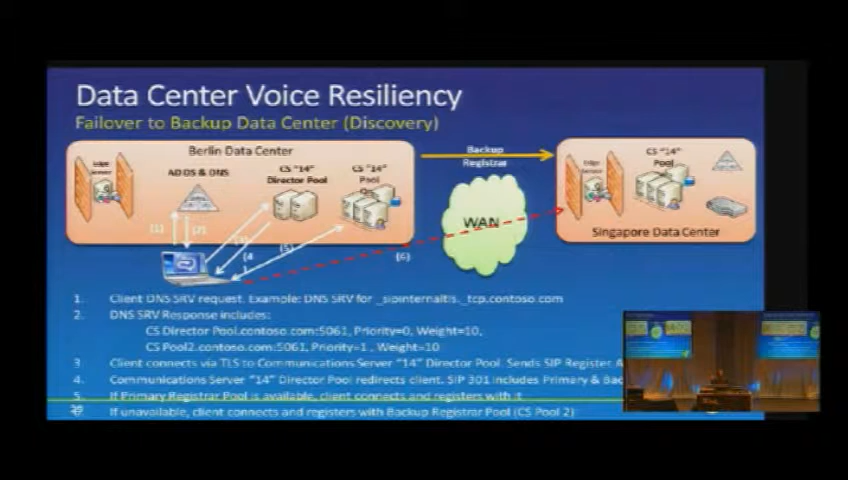 Data Center Voice Resiliency
Failover to Backup Data Center (Discovery)
Berlin Data Center
Edge Server
AD DS & DNS
CS "14" Director Pool
CS "14" Pool
Backup Registrar
WAN
Edge Server
CS "14" Pool
Singapore Data Center
(1)
(2)
(4
(5)
(6)
1. Client DNS SRV request. Example: DNS SRV for _sipinternaltls._tcp.contoso.com
2. DNS SRV Response includes:
CS Director Pool.contoso.com:5061, Priority=0, Weight=10,
CS Pool2.contoso.com:5061, Priority=1 , Weight=10
3 Client connects via TLS to Communications Server "14" Director Pool. Sends SIP Register
4. Communications Server "14" Director Pool redirects client. SIP 301 includes Primary & Bac
5. If Primary Registrar Pool is available, client connects and registers with it
If unavailable, client connects and registers with Backup Registrar Pool (CS Pool 2)